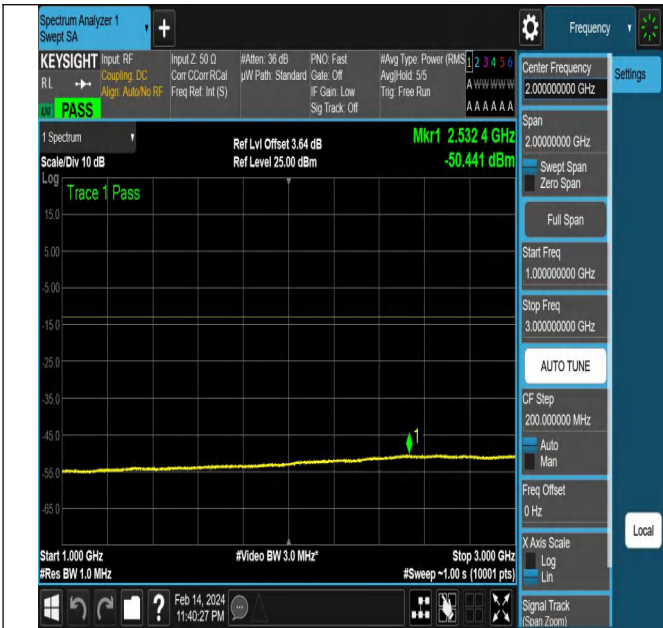 Spectrum Analyzer 1
Swept SA
Frequency
KEYSIGHT
RL
PASS
Input: RF
Coupling: DC
Align: Auto/No RF
Input Z: 50 Ω
Corr CCorr RCal
Freq Ref: Int (S)
#Atten: 36 dB
µW Path: Standard
PNO: Fast
Gate: Off
IF Gain: Low
Sig Track: Off
#Avg Type: Power (RMS
Avg|Hold: 5/5
Trig: Free Run
1 2 3 4 5 6
A W W W W W
A A A A A A
1 Spectrum
Scale/Div 10 dB
Log
Ref Lvl Offset 3.64 dB
Ref Level 25.00 dBm
Mkr1 2.532 4 GHz
-50.441 dBm
Trace 1 Pass
15.0
5.00
-5.00
-15.0
-25.0
-35.0
-45.0
-55.0
-65.0
1
Start 1.000 GHz
#Res BW 1.0 MHz
#Video BW 3.0 MHz*
Stop 3.000 GHz
#Sweep ~1.00 s (10001 pts)
?
Feb 14, 2024
11:40:27 PM
Center Frequency
2.000000000 GHz
Settings
Span
2.00000000 GHz
Swept Span
Zero Span
Full Span
Start Freq
1.000000000 GHz
Stop Freq
3.000000000 GHz
AUTO TUNE
CF Step
200.000000 MHz
Auto
Man
Freq Offset
0 Hz
Local
X Axis Scale
Log
Lin
Signal Track
(Span Zoom)